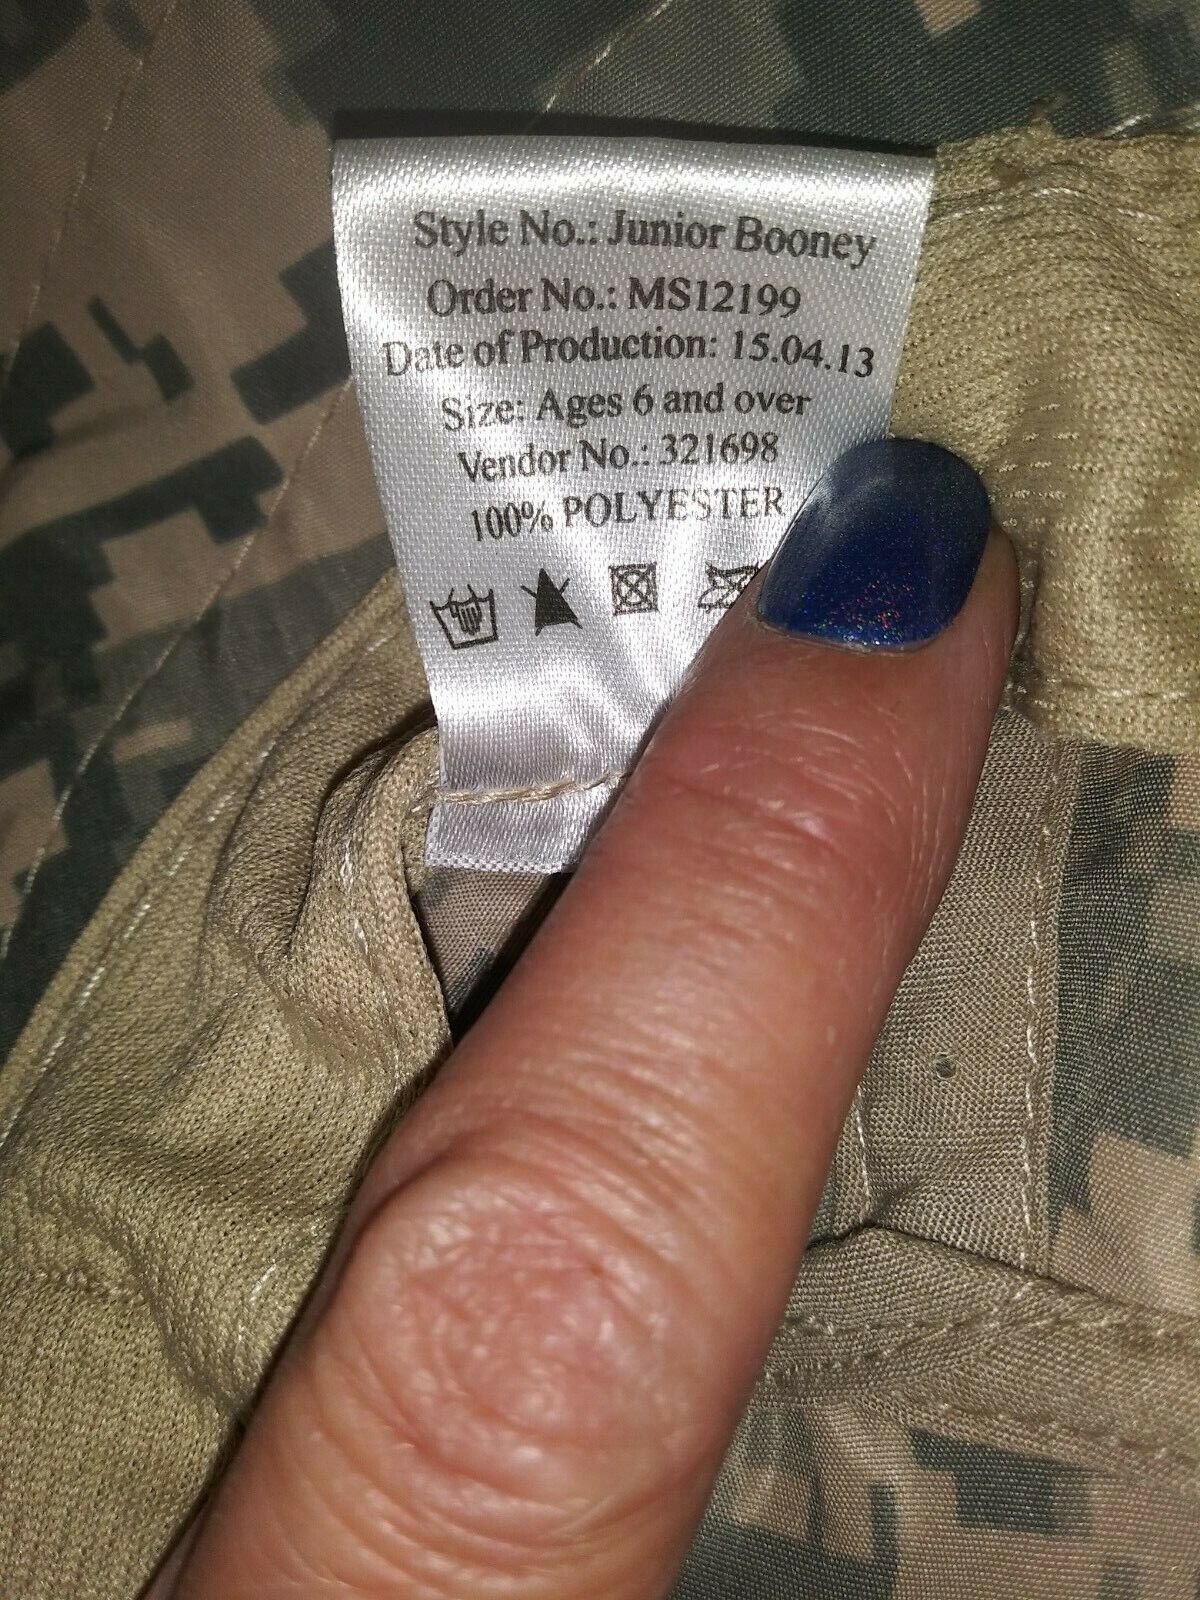 Style No.: Junior Booney
Order No.: MS12199
Date of Production: 15.04.13
Size: Ages 6 and over
Vendor No.: 321698
100% POLYESTER